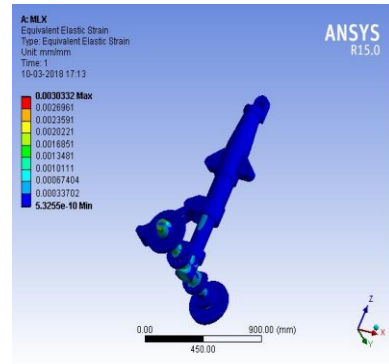 A: MLX
Equivalent Elastic Strain
Type: Equivalent Elastic Strain
Unit: mm/mm
Time: 1
10-03-2018 17:13
0.0030332 Max
0.0026961
0.0023591
0.0020221
0.0016851
0.0013481
0.0010111
0.00067404
0.00033702
5.3255e-10 Min
ANSYS
R15.0
0.00
900.00 (mm)
450.00
Z
X
Y